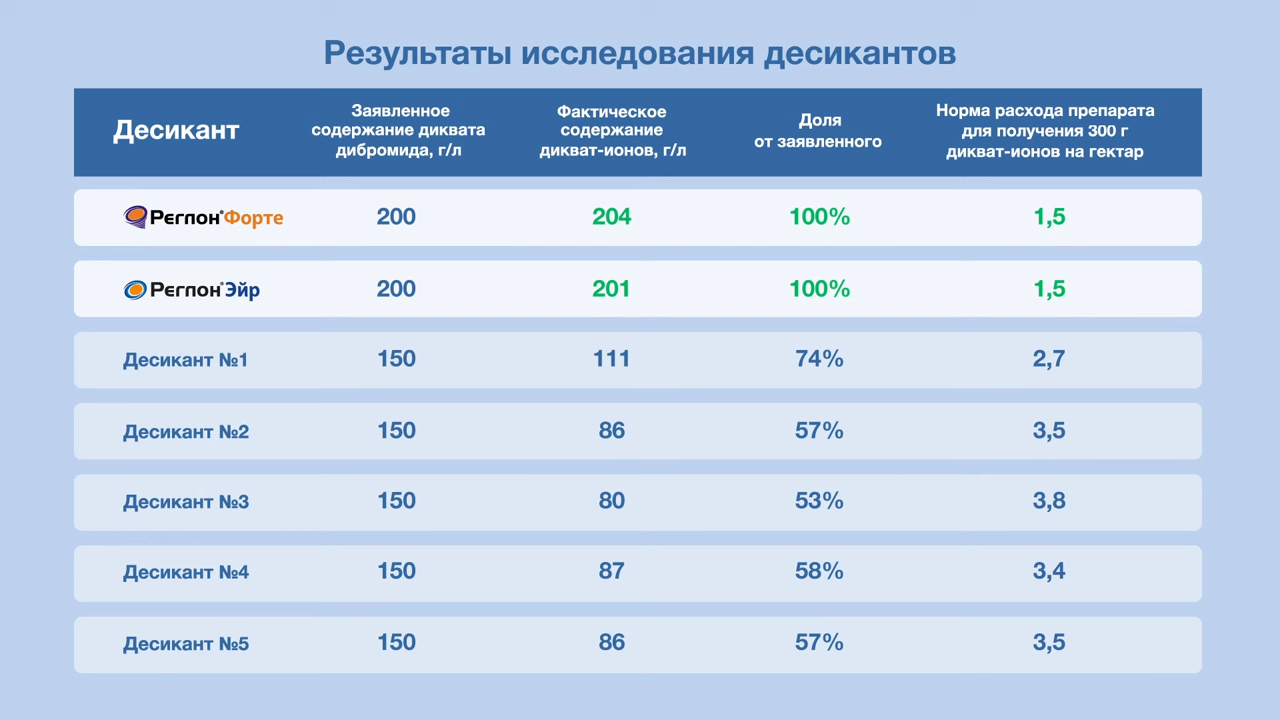 Результаты исследования десикантов
Десикант
Заявленное
содержание диквата
дибромида, г/л
Фактическое
содержание
дикват-ионов, г/л
Доля
от заявленного
Норма расхода препарата
для получения 300 г
дикват-ионов на гектар
Реглон® Форте 200 204 100% 1,5
Реглон® Эйр 200 201 100% 1,5
Десикант №1 150 111 74% 2,7
Десикант №2 150 86 57% 3,5
Десикант №3 150 80 53% 3,8
Десикант №4 150 87 58% 3,4
Десикант №5 150 86 57% 3,5